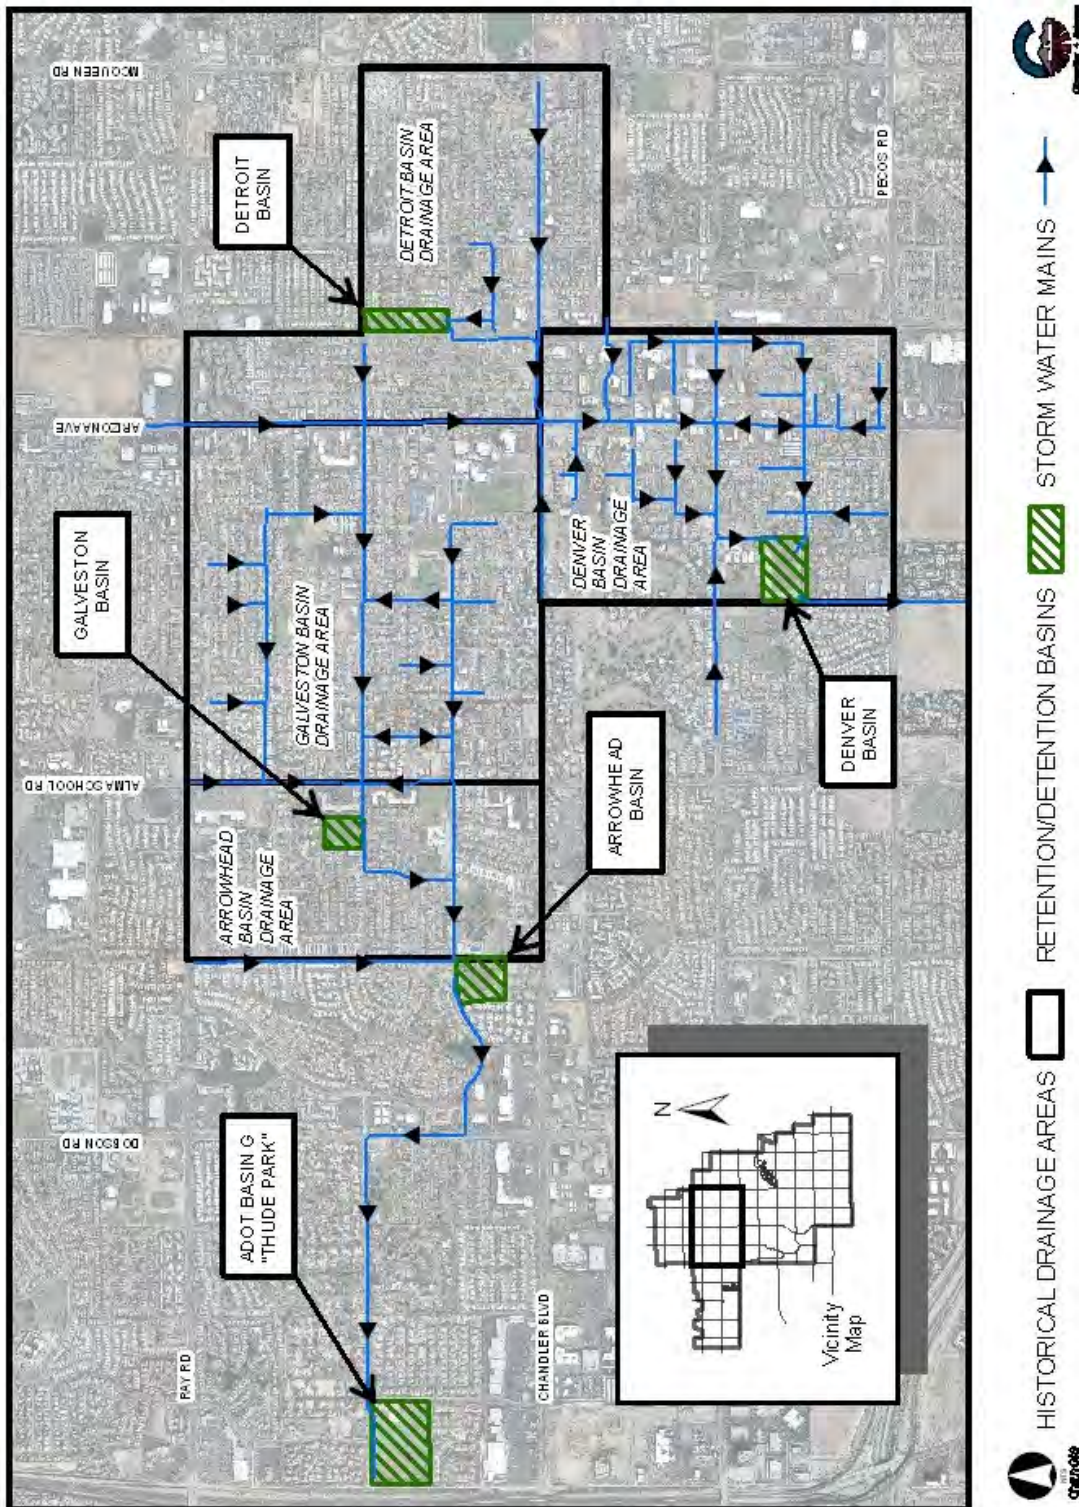 MCQUEEN RD
DETROIT
BASIN
DETROIT BASIN
DRAINAGE AREA
PECOS RD
ARIZONA AVE
GALVESTON
BASIN
GALVESTON BASIN
DRAINAGE AREA
DENVER
BASIN
DRAINAGE
AREA
ALMA SCHOOL RD
ARROWHEAD
BASIN
DRAINAGE
AREA
ARROWHEAD
BASIN
DENVER
BASIN
DOBSON RD
ADOT BASIN G
"THUDE PARK"
RAY RD
CHANDLER BLVD
N
Vicinity
Map
HISTORICAL DRAINAGE AREAS
RETENTION/DETENTION BASINS
STORM WATER MAINS